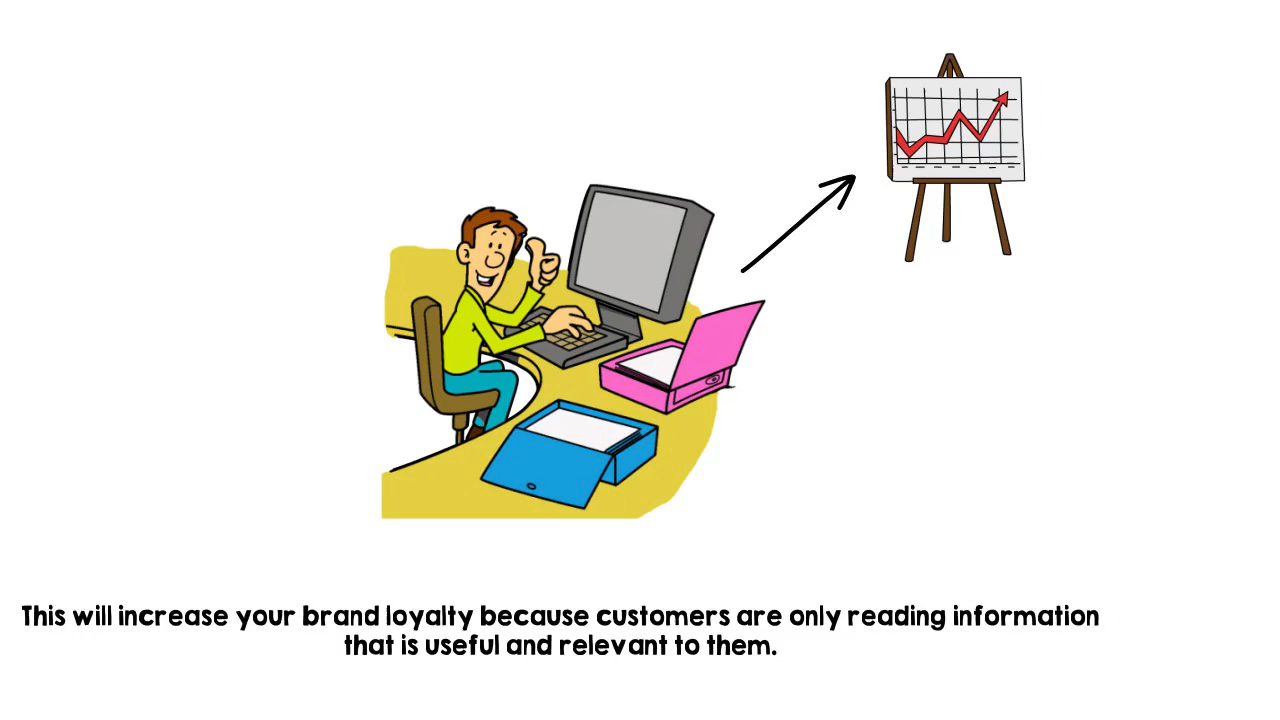 This will increase your brand loyalty because customers are only reading information
that is useful and relevant to them.